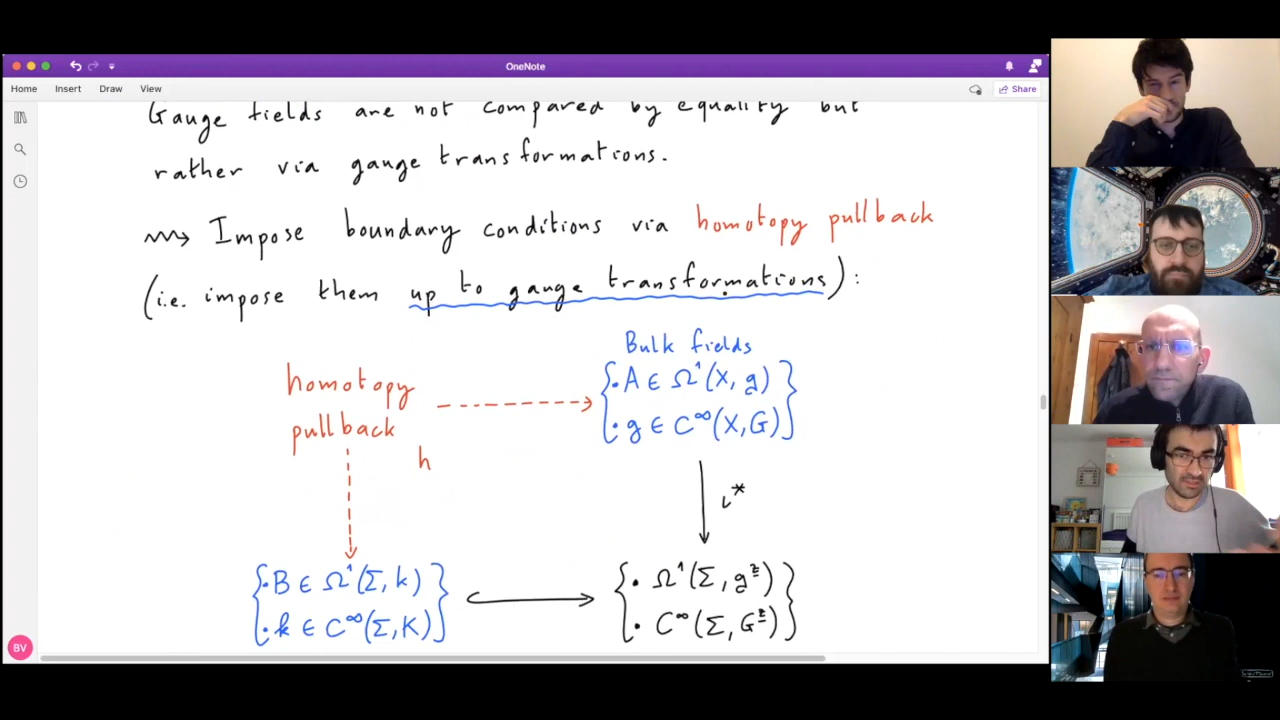 OneNote
Home Insert Draw View Share
Gauge fields are not compared by equality but
rather via gauge transformations.
⇝ Impose boundary conditions via homotopy pullback
(i.e. impose them up to gauge transformations):
Bulk fields
homotopy
pullback
h
{· A ∈ Ω¹(X, g)
· g ∈ C^∞(X, G)}
ι*
{· B ∈ Ω¹(Σ, k)
· k ∈ C^∞(Σ, K)}
{· Ω¹(Σ, g^z)
· C^∞(Σ, G^z)}
BV